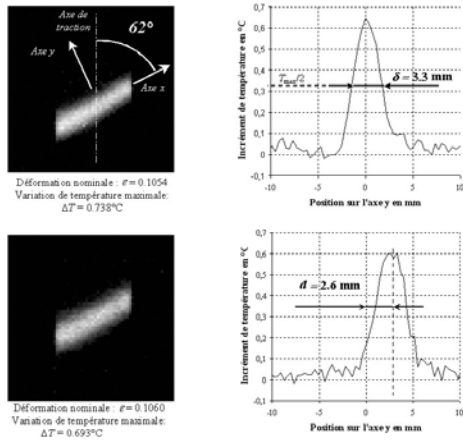 Axe de
traction
62°
Axe y
Axe x
Déformation nominale : ε = 0.1054
Variation de température maximale:
ΔT = 0.738°C
Incrément de température en °C
0,7
0,6
0,5
0,4
0,3
0,2
0,1
0
-0,1
Tmax/2
δ = 3.3 mm
-10 -5 0 5 10
Position sur l'axe y en mm
Déformation nominale : ε = 0.1060
Variation de température maximale:
ΔT = 0.693°C
Incrément de température en °C
0,7
0,6
0,5
0,4
0,3
0,2
0,1
0
-0,1
d = 2.6 mm
-10 -5 0 5 10
Position sur l'axe y en mm